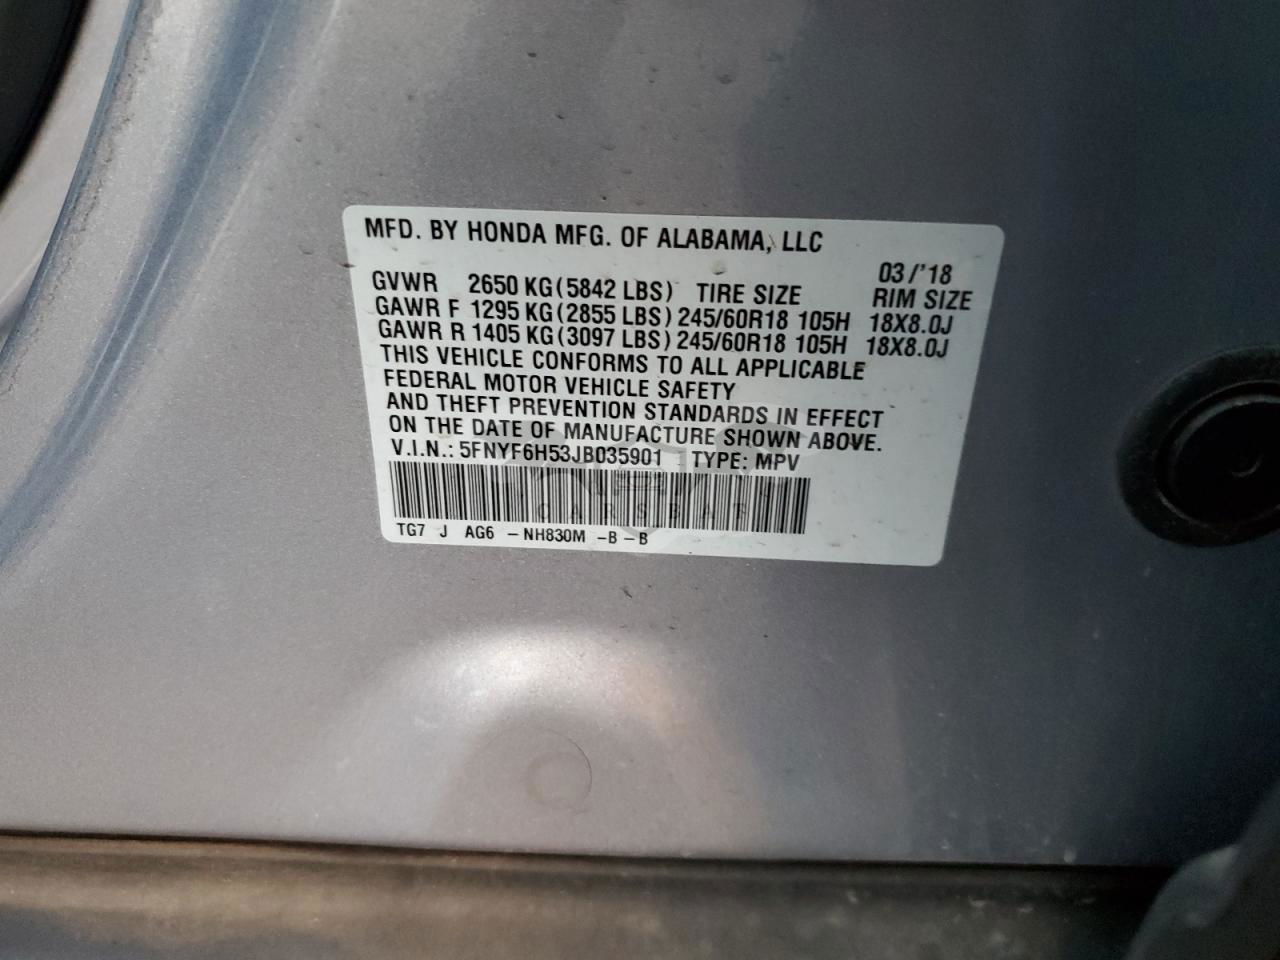 MFD. BY HONDA MFG. OF ALABAMA, LLC
03/'18
GVWR 2650 KG(5842 LBS) TIRE SIZE RIM SIZE
GAWR F 1295 KG(2855 LBS) 245/60R18 105H 18X8.0J
GAWR R 1405 KG(3097 LBS) 245/60R18 105H 18X8.0J
THIS VEHICLE CONFORMS TO ALL APPLICABLE
FEDERAL MOTOR VEHICLE SAFETY
AND THEFT PREVENTION STANDARDS IN EFFECT
ON THE DATE OF MANUFACTURE SHOWN ABOVE.
V.I.N.: 5FNYF6H53JB035901 TYPE: MPV
CARSBAT
TG7 J AG6 -NH830M -B -B